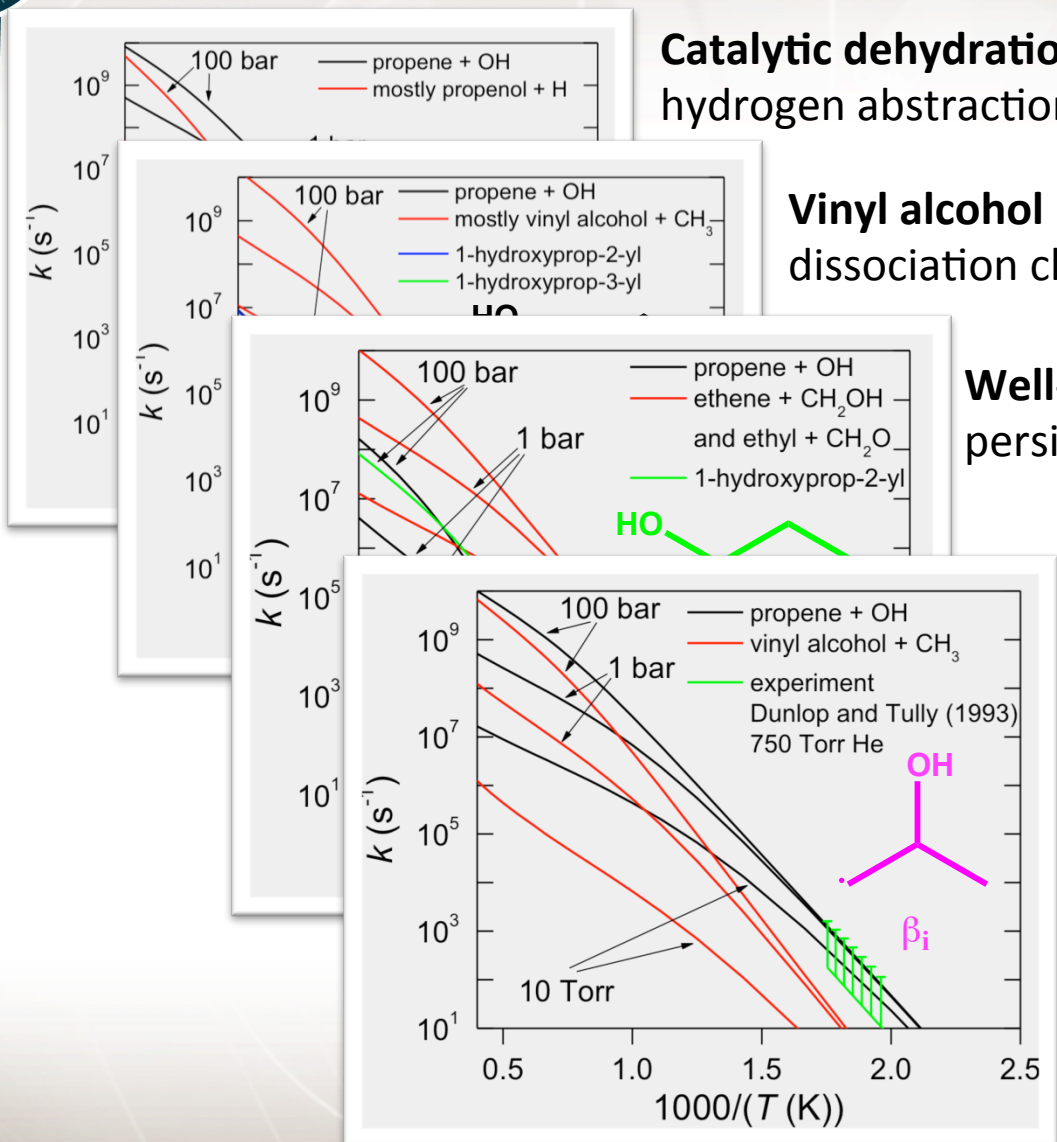 Catalytic dehydratio
hydrogen abstraction
100 bar
propene + OH
mostly propenol + H
10⁹
10⁷
10⁵
10³
10¹
k (s⁻¹)
Vinyl alcohol
dissociation cl
100 bar
propene + OH
mostly vinyl alcohol + CH₃
1-hydroxyprop-2-yl
1-hydroxyprop-3-yl
10⁹
10⁷
10⁵
10³
10¹
k (s⁻¹)
HO
Well-
persi
100 bar
1 bar
propene + OH
ethene + CH₂OH
and ethyl + CH₂O
1-hydroxyprop-2-yl
10⁹
10⁷
10⁵
10³
10¹
k (s⁻¹)
HO
100 bar
1 bar
10 Torr
propene + OH
vinyl alcohol + CH₃
experiment
Dunlop and Tully (1993)
750 Torr He
OH
βᵢ
10⁹
10⁷
10⁵
10³
10¹
k (s⁻¹)
0.5 1.0 1.5 2.0 2.5
1000/(T (K))